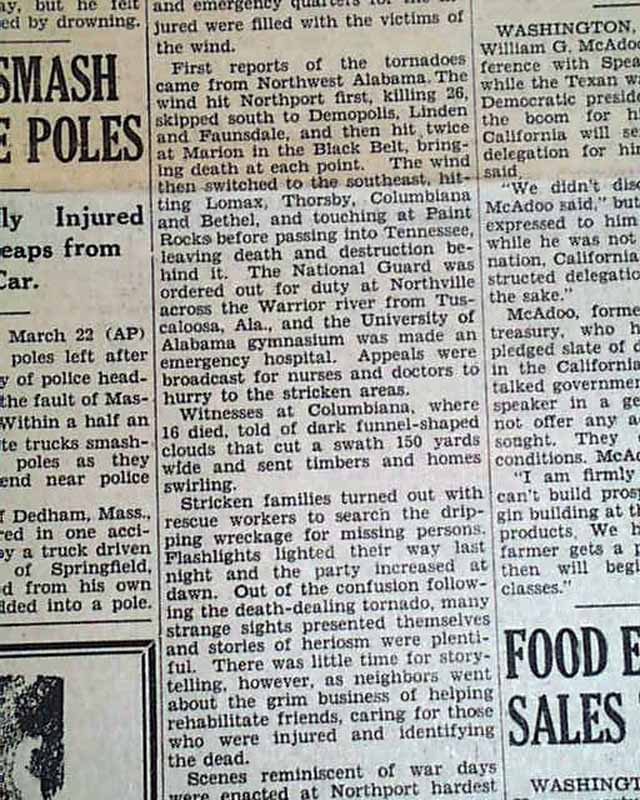 ay, but he felt
ed by drowning.
SMASH
E POLES
ly Injured
eaps from
Car.
March 22 (AP)
poles left after
y of police head-
the fault of Mas-
Within a half an
te trucks smash-
poles as they
end near police
f Dedham, Mass.,
red in one acci-
by a truck driven
of Springfield,
d from his own
ided into a pole.
and emergency quarters for the in-
jured were filled with the victims of
the wind.
First reports of the tornadoes
came from Northwest Alabama. The
wind hit Northport first, killing 26,
skipped south to Demopolis, Linden
and Faunsdale, and then hit twice
at Marion in the Black Belt, bring-
ing death at each point. The wind
then switched to the southeast, hit-
ting Lomax, Thorsby, Columbiana
and Bethel, and touching at Paint
Rocks before passing into Tennessee,
leaving death and destruction be-
hind it. The National Guard was
ordered out for duty at Northville
across the Warrior river from Tus-
caloosa, Ala., and the University of
Alabama gymnasium was made an
emergency hospital. Appeals were
broadcast for nurses and doctors to
hurry to the stricken areas.
Witnesses at Columbiana, where
16 died, told of dark funnel-shaped
clouds that cut a swath 150 yards
wide and sent timbers and homes
swirling.
Stricken families turned out with
rescue workers to search the drip-
ping wreckage for missing persons.
Flashlights lighted their way last
night and the party increased at
dawn. Out of the confusion follow-
ing the death-dealing tornado, many
strange sights presented themselves
and stories of heriosm were plenti-
ful. There was little time for story-
telling, however, as neighbors went
about the grim business of helping
rehabilitate friends, caring for those
who were injured and identifying
the dead.
Scenes reminiscent of war days
were enacted at Northport hardest
WASHINGTON,
William G. McAdoo
ference with Spea
while the Texan w
Democratic preside
the boom for h
California will se
delegation for him
said.
"We didn't disc
McAdoo said," but
expressed to him
while he was not
nation, California
structed delegatio
the sake."
McAdoo, forme
treasury, who h
pledged slate of d
in the California
talked governmen
speaker in a ge
not offer any a
sought. They
conditions. McAd
"I am firmly
can't build prosp
gin building at th
products. We h
farmer gets a p
then will begi
classes."
FOOD E
SALES
WASHINGTO